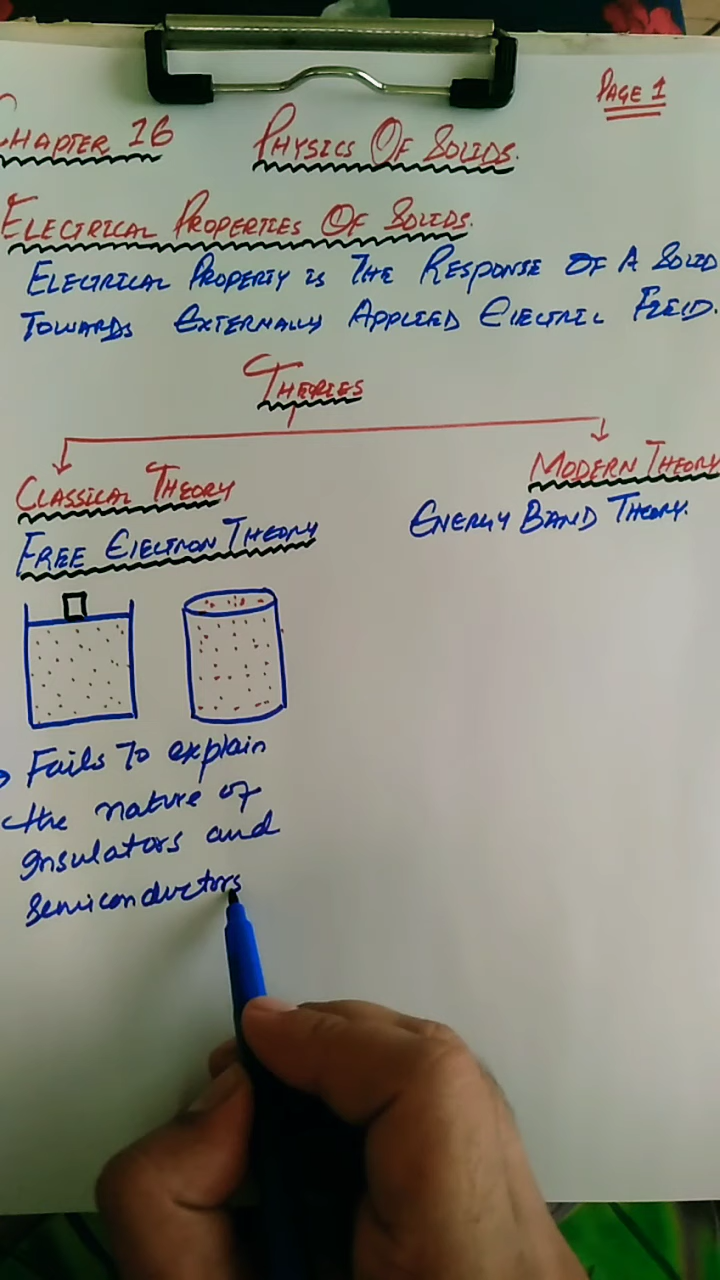 PAGE 1
CHAPTER 16 PHYSICS OF SOLIDS.
ELECTRICAL PROPERTIES OF SOLIDS.
ELECTRICAL PROPERTY IS THE RESPONSE OF A SOLID
TOWARDS EXTERNALLY APPLIED ELECTRIC FIELD.
THEORIES
CLASSICAL THEORY MODERN THEORY
FREE ELECTRON THEORY ENERGY BAND THEORY.
Fails To explain
the nature of
insulators and
semiconductors